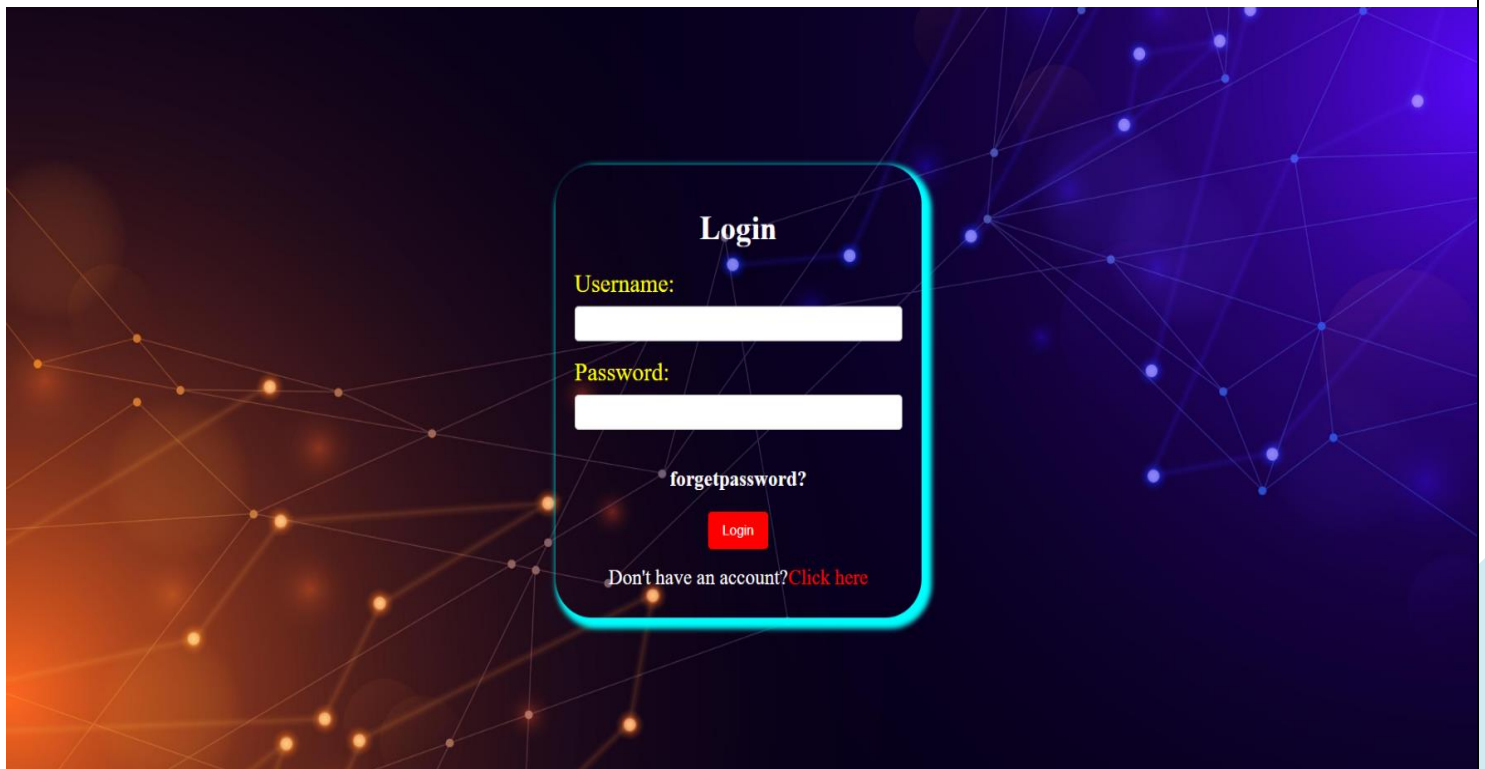 Login
Username:
Password:
forgetpassword?
Login
Don't have an account?Click here